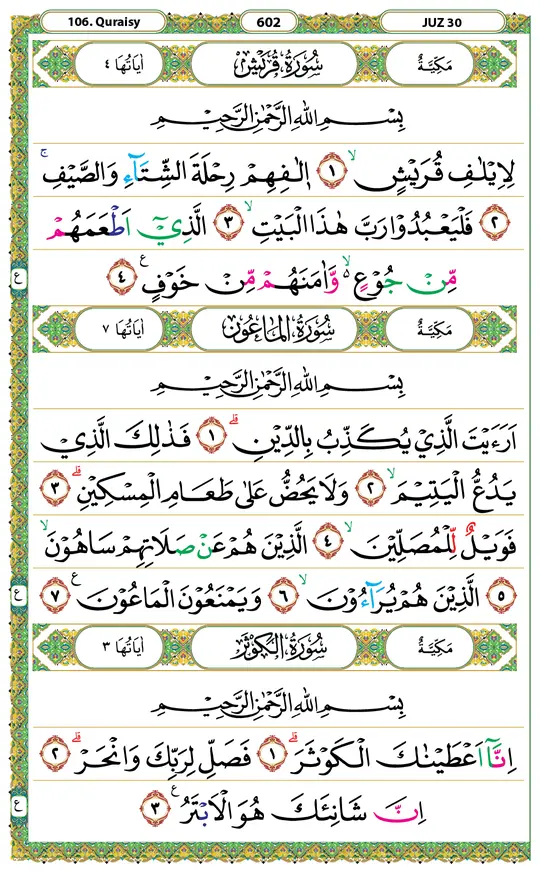 106. Quraisy 602 JUZ 30
مَكِّيَّةٌ سُورَةُ قُرَيْشٍ اٰيَاتُهَا ٤
بِسْمِ اللّٰهِ الرَّحْمٰنِ الرَّحِيْمِ
لِاِيْلٰفِ قُرَيْشٍۙ ١ اٖلٰفِهِمْ رِحْلَةَ الشِّتَاۤءِ وَالصَّيْفِۚ
٢ فَلْيَعْبُدُوْا رَبَّ هٰذَا الْبَيْتِۙ ٣ الَّذِيْٓ اَطْعَمَهُمْ
مِّنْ جُوْعٍ ەۙ وَّاٰمَنَهُمْ مِّنْ خَوْفٍ ࣖ ٤
ع
مَكِّيَّةٌ سُورَةُ الْمَاعُوْنَ اٰيَاتُهَا ٧
بِسْمِ اللّٰهِ الرَّحْمٰنِ الرَّحِيْمِ
اَرَءَيْتَ الَّذِيْ يُكَذِّبُ بِالدِّيْنِۗ ١ فَذٰلِكَ الَّذِيْ
يَدُعُّ الْيَتِيْمَۙ ٢ وَلَا يَحُضُّ عَلٰى طَعَامِ الْمِسْكِيْنِۗ ٣
فَوَيْلٌ لِّلْمُصَلِّيْنَۙ ٤ الَّذِيْنَ هُمْ عَنْ صَلَاتِهِمْ سَاهُوْنَۙ
٥ الَّذِيْنَ هُمْ يُرَاۤءُوْنَۙ ٦ وَيَمْنَعُوْنَ الْمَاعُوْنَ ࣖ ٧
ع
مَكِّيَّةٌ سُورَةُ الْكَوْثَرِ اٰيَاتُهَا ٣
بِسْمِ اللّٰهِ الرَّحْمٰنِ الرَّحِيْمِ
اِنَّآ اَعْطَيْنٰكَ الْكَوْثَرَۗ ١ فَصَلِّ لِرَبِّكَ وَانْحَرْۗ ٢
اِنَّ شَانِئَكَ هُوَ الْاَبْتَرُ ࣖ ٣
ع